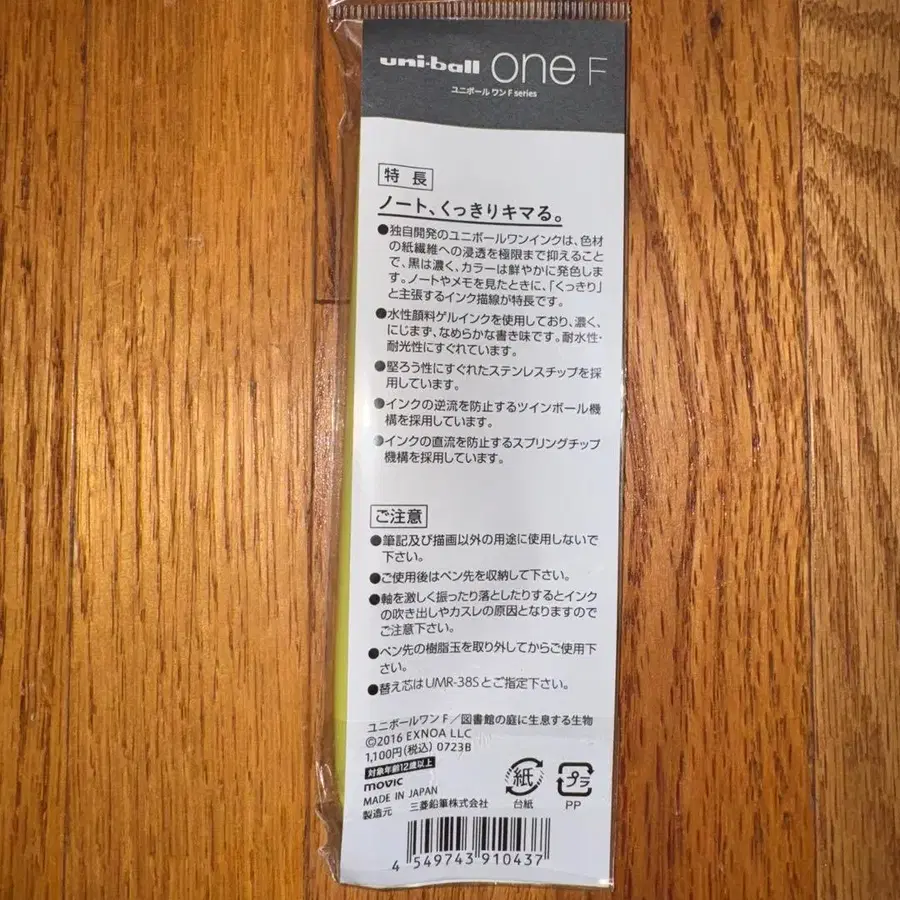 uni-ball one F
ユニボール ワン F series
特長
ノート、くっきりキマる。
●独自開発のユニボールワンインクは、色材
の紙繊維への浸透を極限まで抑えること
で、黒は濃く、カラーは鮮やかに発色しま
す。ノートやメモを見たときに、「くっきり」
と主張するインク描線が特長です。
●水性顔料ゲルインクを使用しており、濃く、
にじまず、なめらかな書き味です。耐水性・
耐光性にすぐれています。
●堅ろう性にすぐれたステンレスチップを採
用しています。
●インクの逆流を防止するツインボール機
構を採用しています。
●インクの直流を防止するスプリングチップ
機構を採用しています。
ご注意
●筆記及び描画以外の用途に使用しないで
下さい。
●ご使用後はペン先を収納して下さい。
●軸を激しく振ったり落としたりするとインク
の吹き出しやカスレの原因となりますので
ご注意下さい。
●ペン先の樹脂玉を取り外してからご使用下
さい。
●替え芯はUMR-38Sとご指定下さい。
ユニボールワン F／図書館の庭に生息する生物
©2016 EXNOA LLC
1,100円(税込) 0723B
対象年齢12歳以上
movic
MADE IN JAPAN
製造元 三菱鉛筆株式会社
紙
台紙
プラ
PP
4 549743 910437